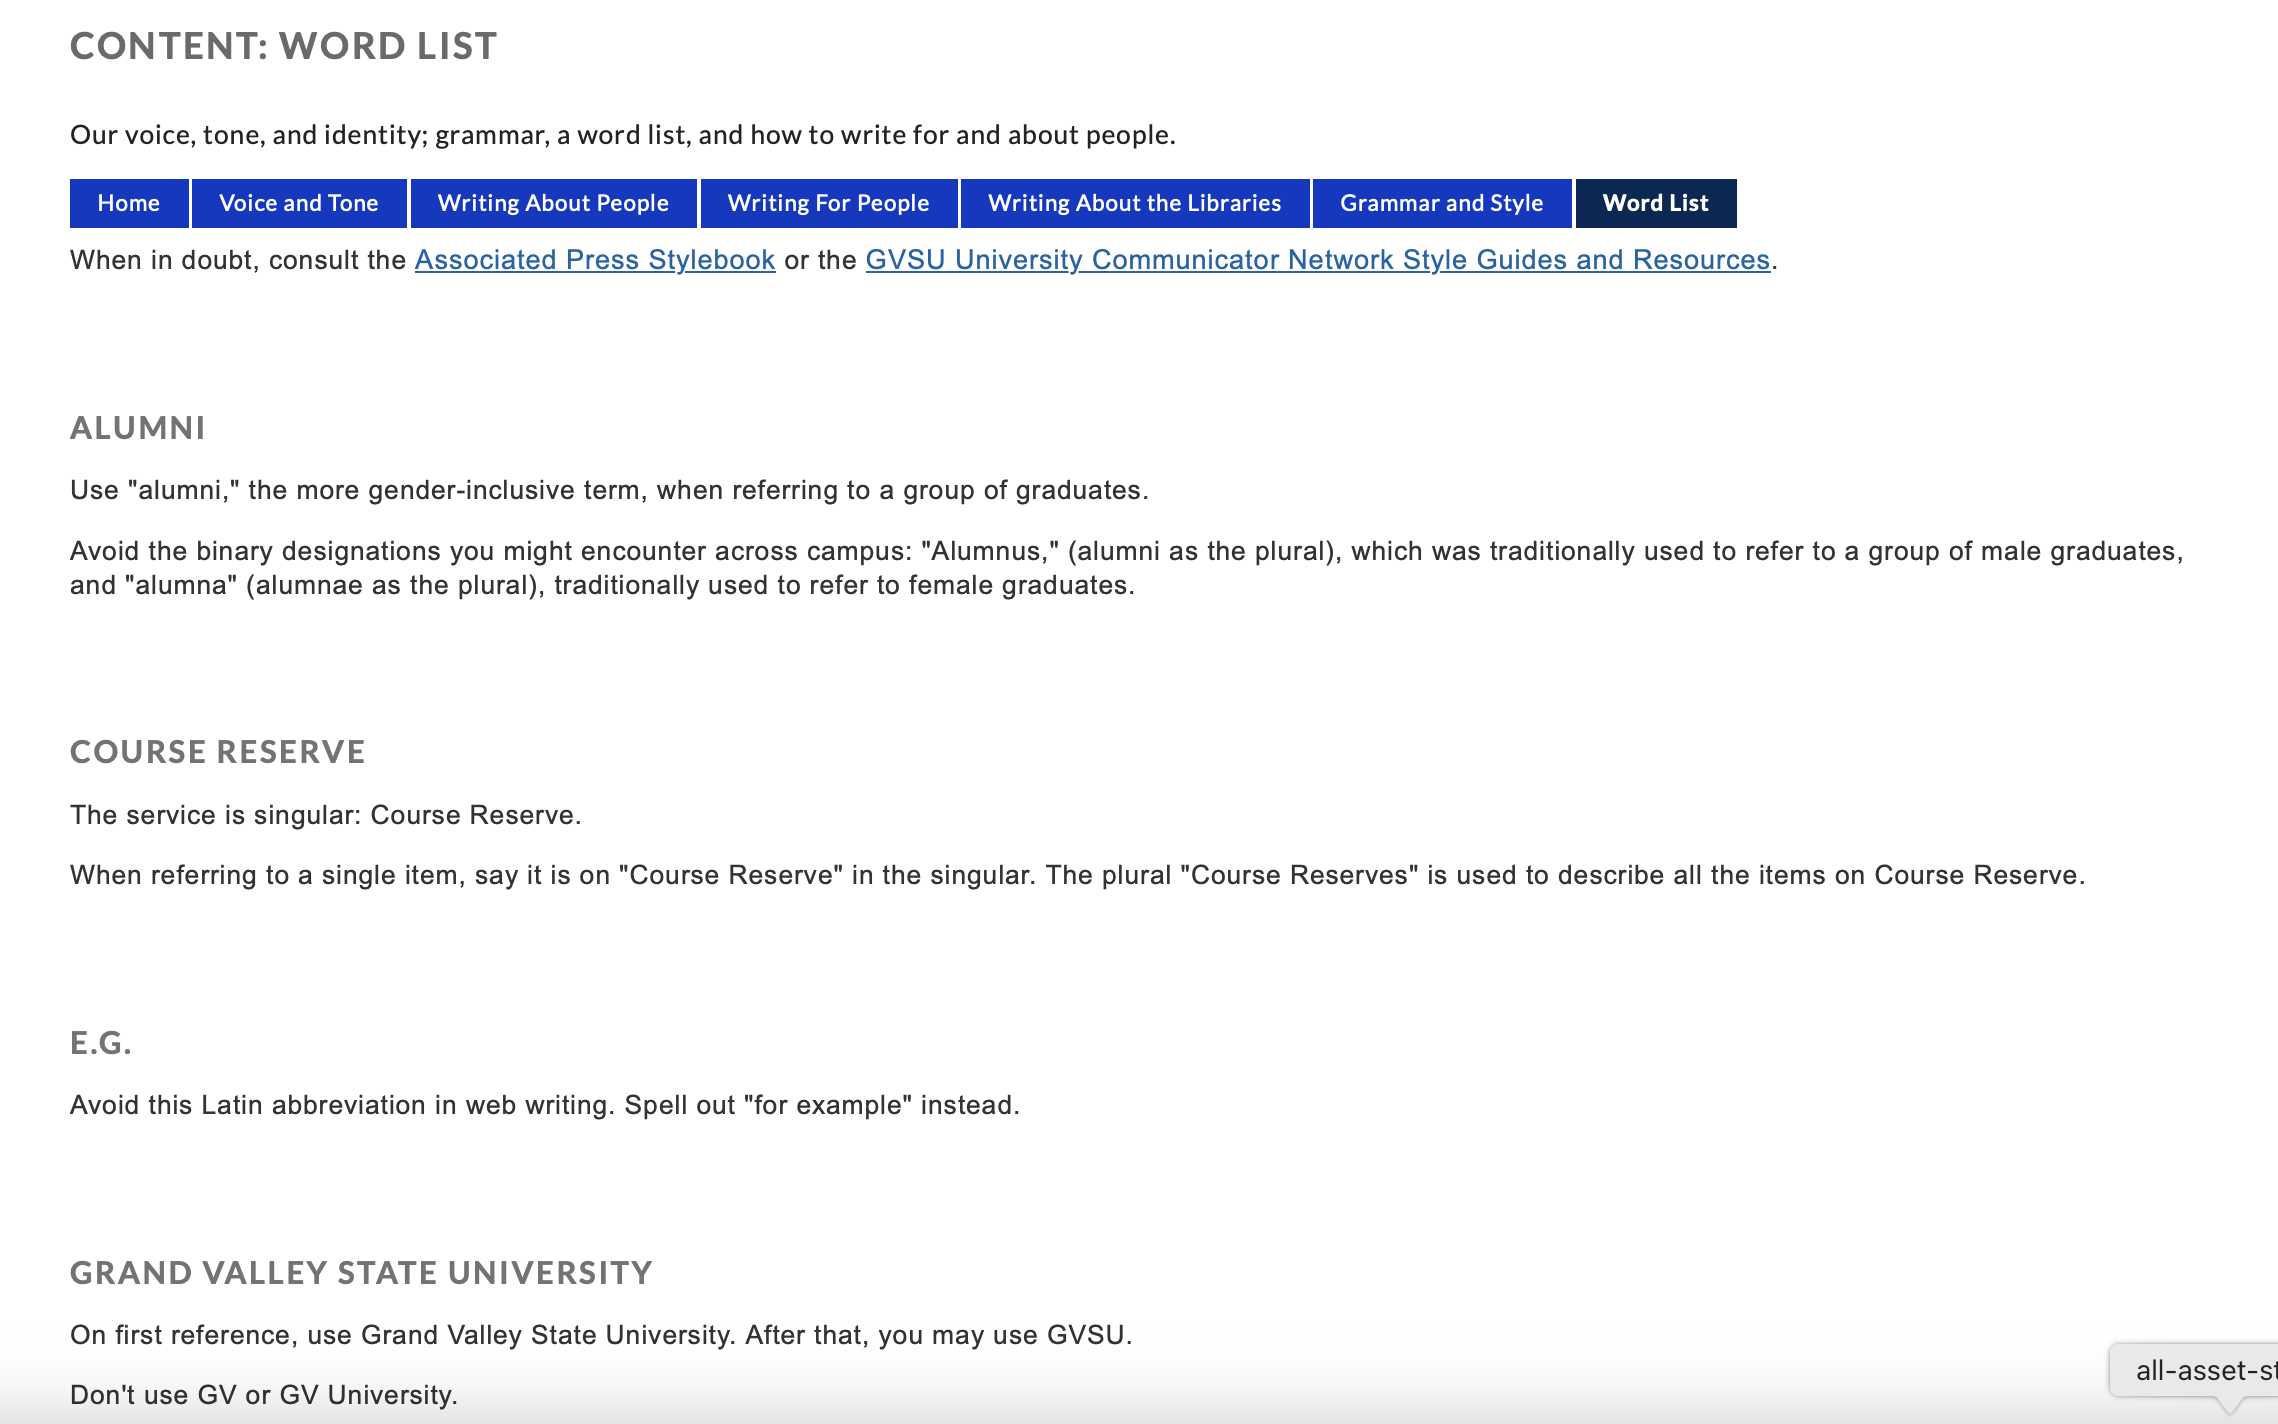 CONTENT: WORD LIST
Our voice, tone, and identity; grammar, a word list, and how to write for and about people.
Home Voice and Tone Writing About People Writing For People Writing About the Libraries Grammar and Style Word List
When in doubt, consult the Associated Press Stylebook or the GVSU University Communicator Network Style Guides and Resources.
ALUMNI
Use "alumni," the more gender-inclusive term, when referring to a group of graduates.
Avoid the binary designations you might encounter across campus: "Alumnus," (alumni as the plural), which was traditionally used to refer to a group of male graduates,
and "alumna" (alumnae as the plural), traditionally used to refer to female graduates.
COURSE RESERVE
The service is singular: Course Reserve.
When referring to a single item, say it is on "Course Reserve" in the singular. The plural "Course Reserves" is used to describe all the items on Course Reserve.
E.G.
Avoid this Latin abbreviation in web writing. Spell out "for example" instead.
GRAND VALLEY STATE UNIVERSITY
On first reference, use Grand Valley State University. After that, you may use GVSU.
Don't use GV or GV University.
all-asset-st